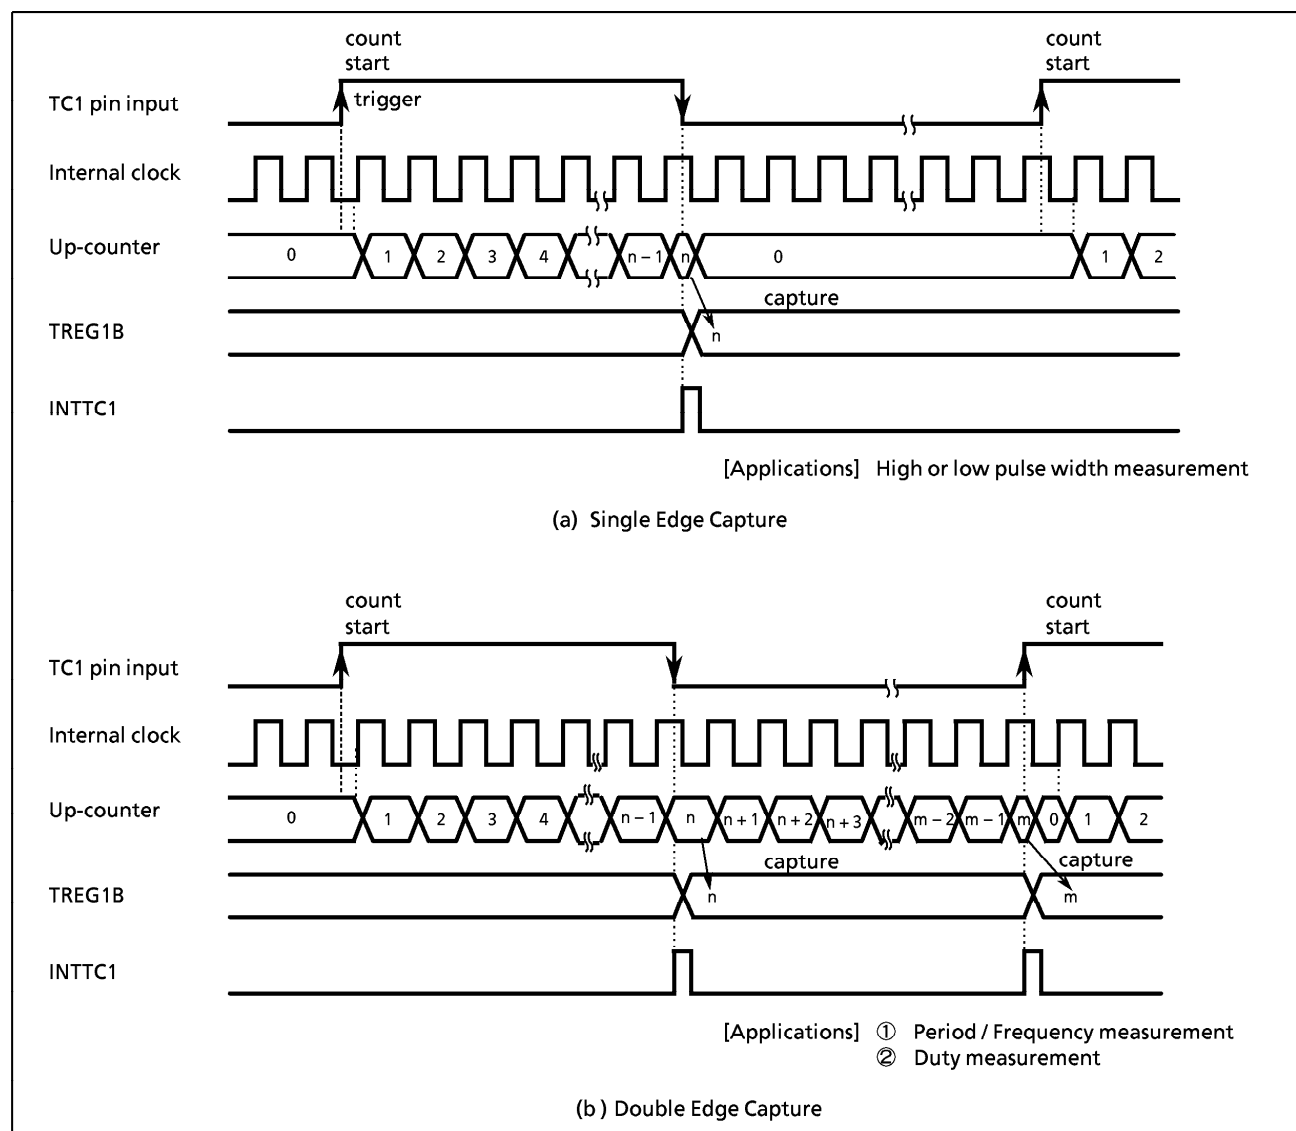 count
start
count
start
TC1 pin input
trigger
Internal clock
Up-counter
0 1 2 3 4 n – 1 n 0 1 2
capture
TREG1B
n
INTTC1
[Applications] High or low pulse width measurement
(a) Single Edge Capture
count
start
count
start
TC1 pin input
Internal clock
Up-counter
0 1 2 3 4 n – 1 n n + 1 n + 2 n + 3 m – 2 m – 1 m 0 1 2
capture
capture
TREG1B
n
m
INTTC1
[Applications] ① Period / Frequency measurement
② Duty measurement
(b) Double Edge Capture